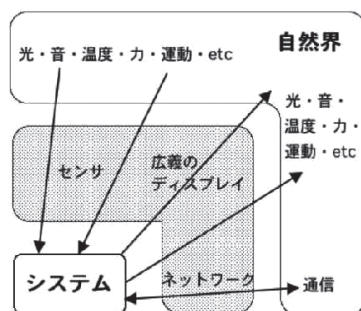 自然界
光・音・温度・力・運動・etc
光・音・
温度・力・
運動・etc
センサ
広義の
ディスプレイ
システム
ネットワーク
通信